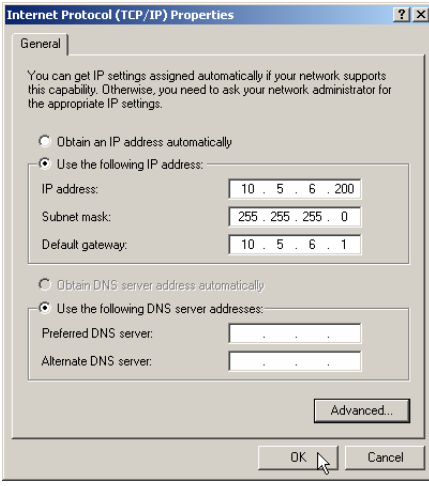 Internet Protocol (TCP/IP) Properties
General
You can get IP settings assigned automatically if your network supports
this capability. Otherwise, you need to ask your network administrator for
the appropriate IP settings.
Obtain an IP address automatically
Use the following IP address:
IP address: 10 . 5 . 6 . 200
Subnet mask: 255 . 255 . 255 . 0
Default gateway: 10 . 5 . 6 . 1
Obtain DNS server address automatically
Use the following DNS server addresses:
Preferred DNS server: . . .
Alternate DNS server: . . .
Advanced...
OK Cancel